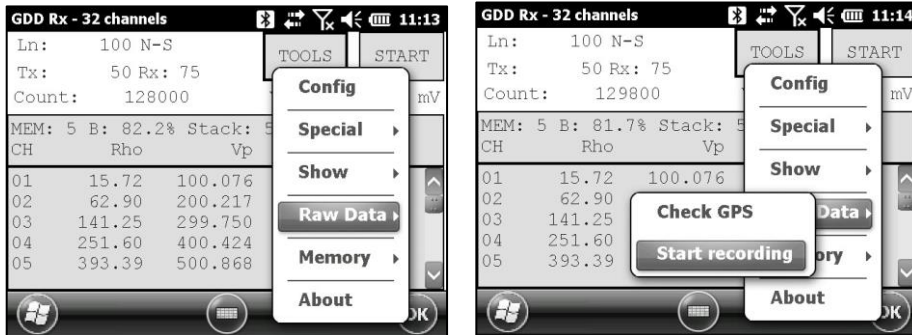 GDD Rx - 32 channels 11:13
Ln: 100 N-S
TOOLS START
Tx: 50 Rx: 75
Count: 128000 mV
MEM: 5 B: 82.2% Stack: 5
CH Rho Vp
01 15.72 100.076
02 62.90 200.217
03 141.25 299.750
04 251.60 400.424
05 393.39 500.868
Config
Special
Show
Raw Data
Memory
About
OK
GDD Rx - 32 channels 11:14
Ln: 100 N-S
TOOLS START
Tx: 50 Rx: 75
Count: 129800 mV
MEM: 5 B: 81.7% Stack: 5
CH Rho Vp
01 15.72 100.076
02 62.90
03 141.25
04 251.60
05 393.39
Config
Special
Show
Data
ory
About
Check GPS
Start recording
OK